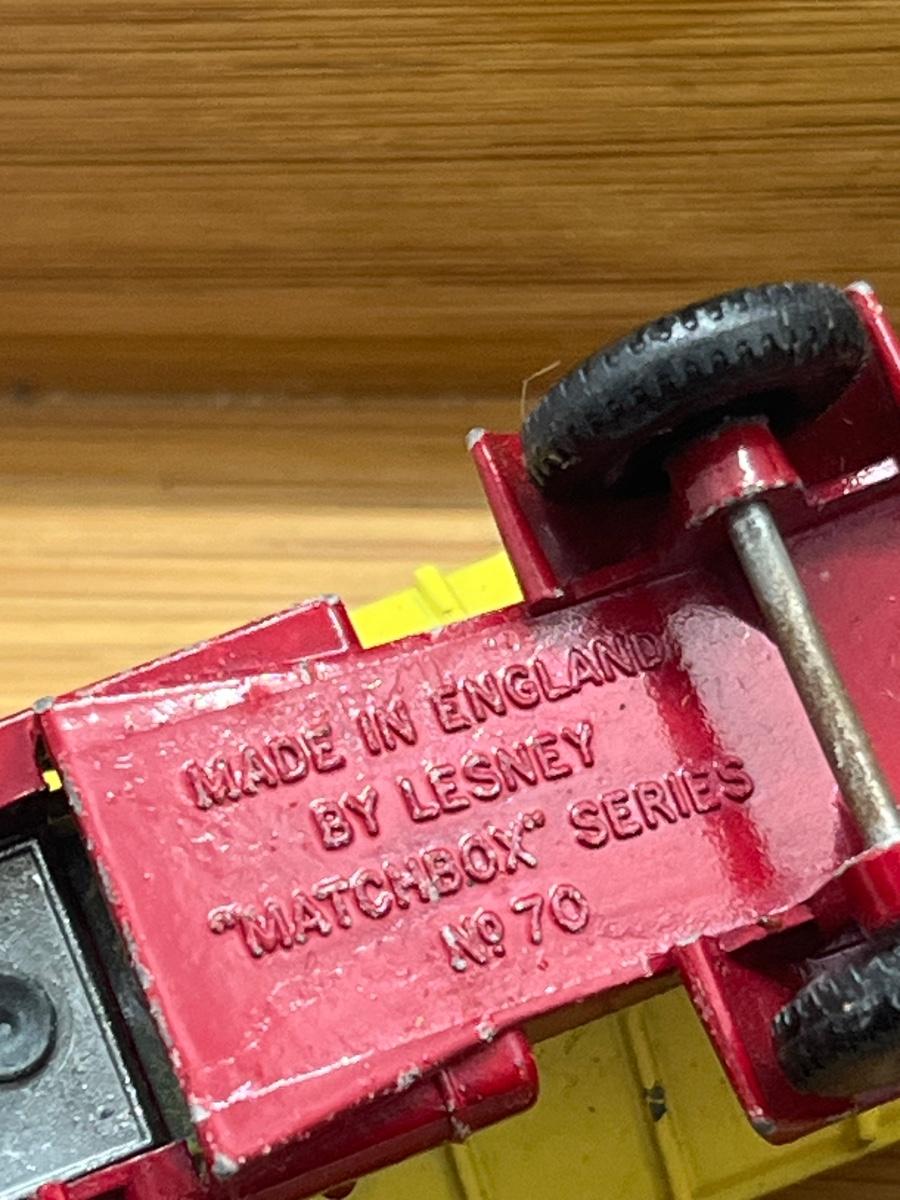 MADE IN ENGLAND
BY LESNEY
"MATCHBOX" SERIES
Nº 70